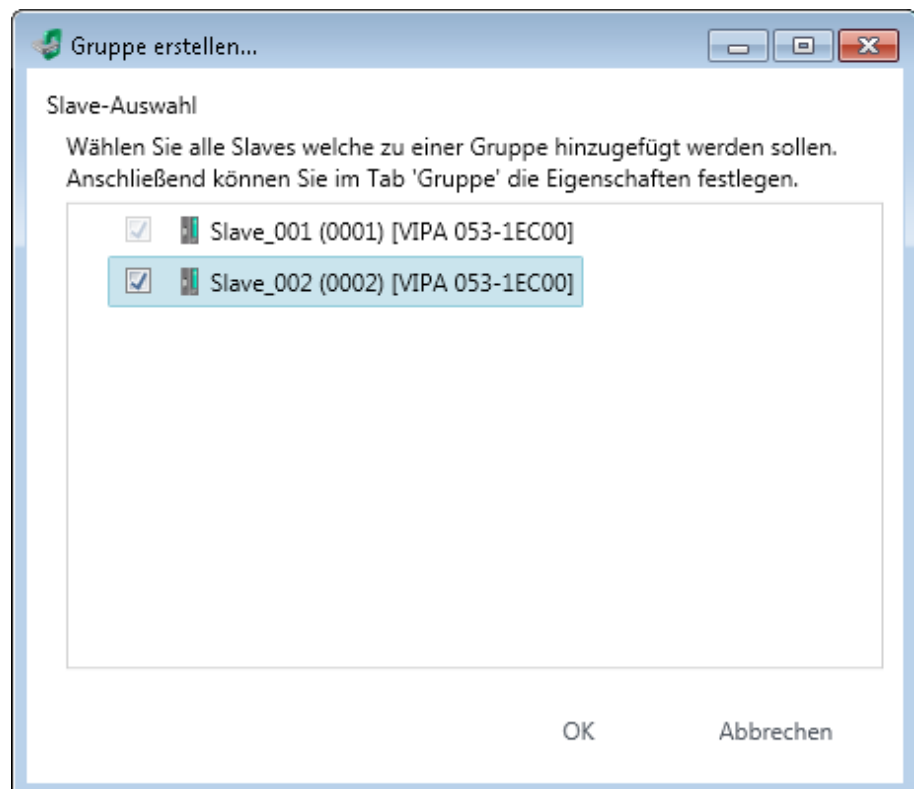 Gruppe erstellen...
Slave-Auswahl
Wählen Sie alle Slaves welche zu einer Gruppe hinzugefügt werden sollen.
Anschließend können Sie im Tab 'Gruppe' die Eigenschaften festlegen.
Slave_001 (0001) [VIPA 053-1EC00]
Slave_002 (0002) [VIPA 053-1EC00]
OK Abbrechen